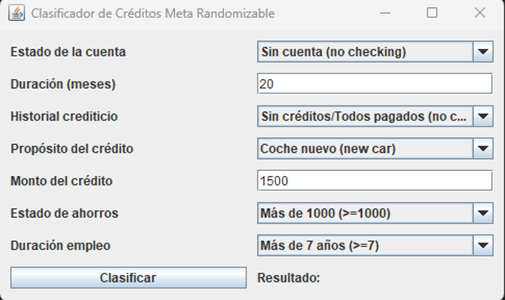 Clasificador de Créditos Meta Randomizable
Estado de la cuenta Sin cuenta (no checking)
Duración (meses) 20
Historial crediticio Sin créditos/Todos pagados (no c...
Propósito del crédito Coche nuevo (new car)
Monto del crédito 1500
Estado de ahorros Más de 1000 (>=1000)
Duración empleo Más de 7 años (>=7)
Clasificar Resultado: